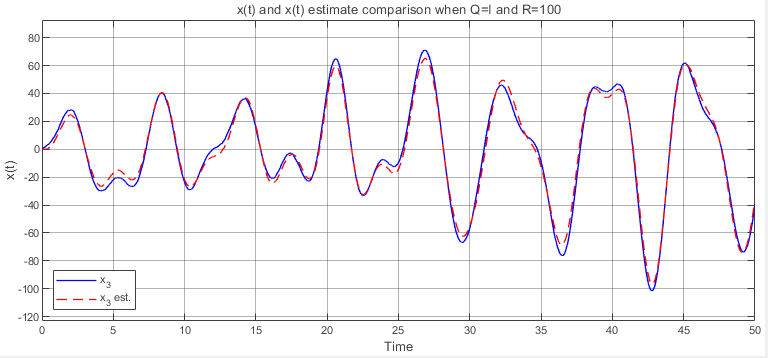 x(t) and x(t) estimate comparison when Q=I and R=100
80
60
40
20
0
-20
-40
-60
-80
-100
-120
x(t)
x3
x3 est.
0 5 10 15 20 25 30 35 40 45 50
Time